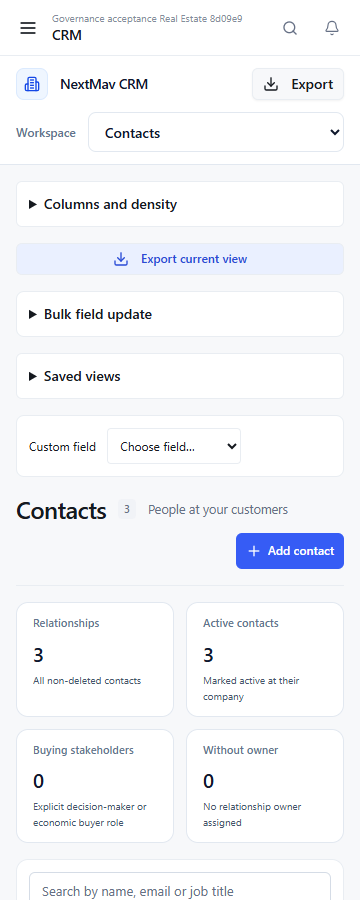 Governance acceptance Real Estate 8d09e9
CRM
NextMav CRM
Export
Workspace
Contacts
Columns and density
Export current view
Bulk field update
Saved views
Custom field
Choose field...
Contacts 3 People at your customers
Add contact
Relationships
3
All non-deleted contacts
Active contacts
3
Marked active at their
company
Buying stakeholders
0
Explicit decision-maker or
economic buyer role
Without owner
0
No relationship owner
assigned
Search by name, email or job title